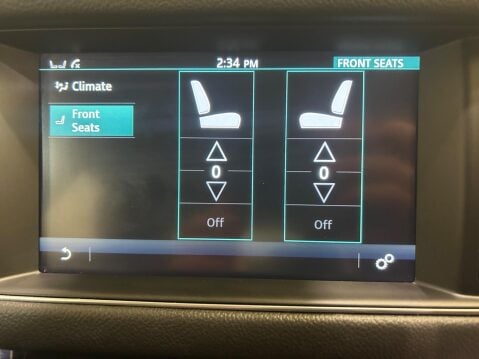 2:34 PM
FRONT SEATS
Climate
Front
Seats
0
0
Off
Off